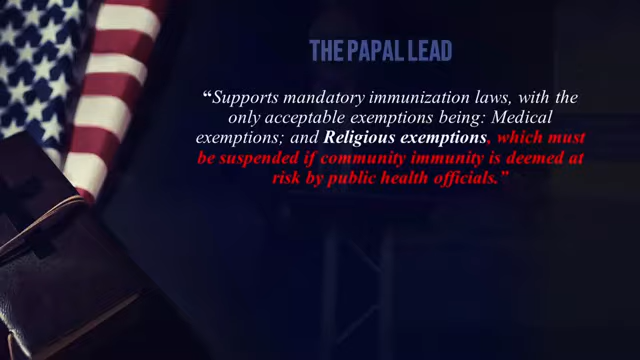 THE PAPAL LEAD
“Supports mandatory immunization laws, with the
only acceptable exemptions being: Medical
exemptions; and Religious exemptions, which must
be suspended if community immunity is deemed at
risk by public health officials.”